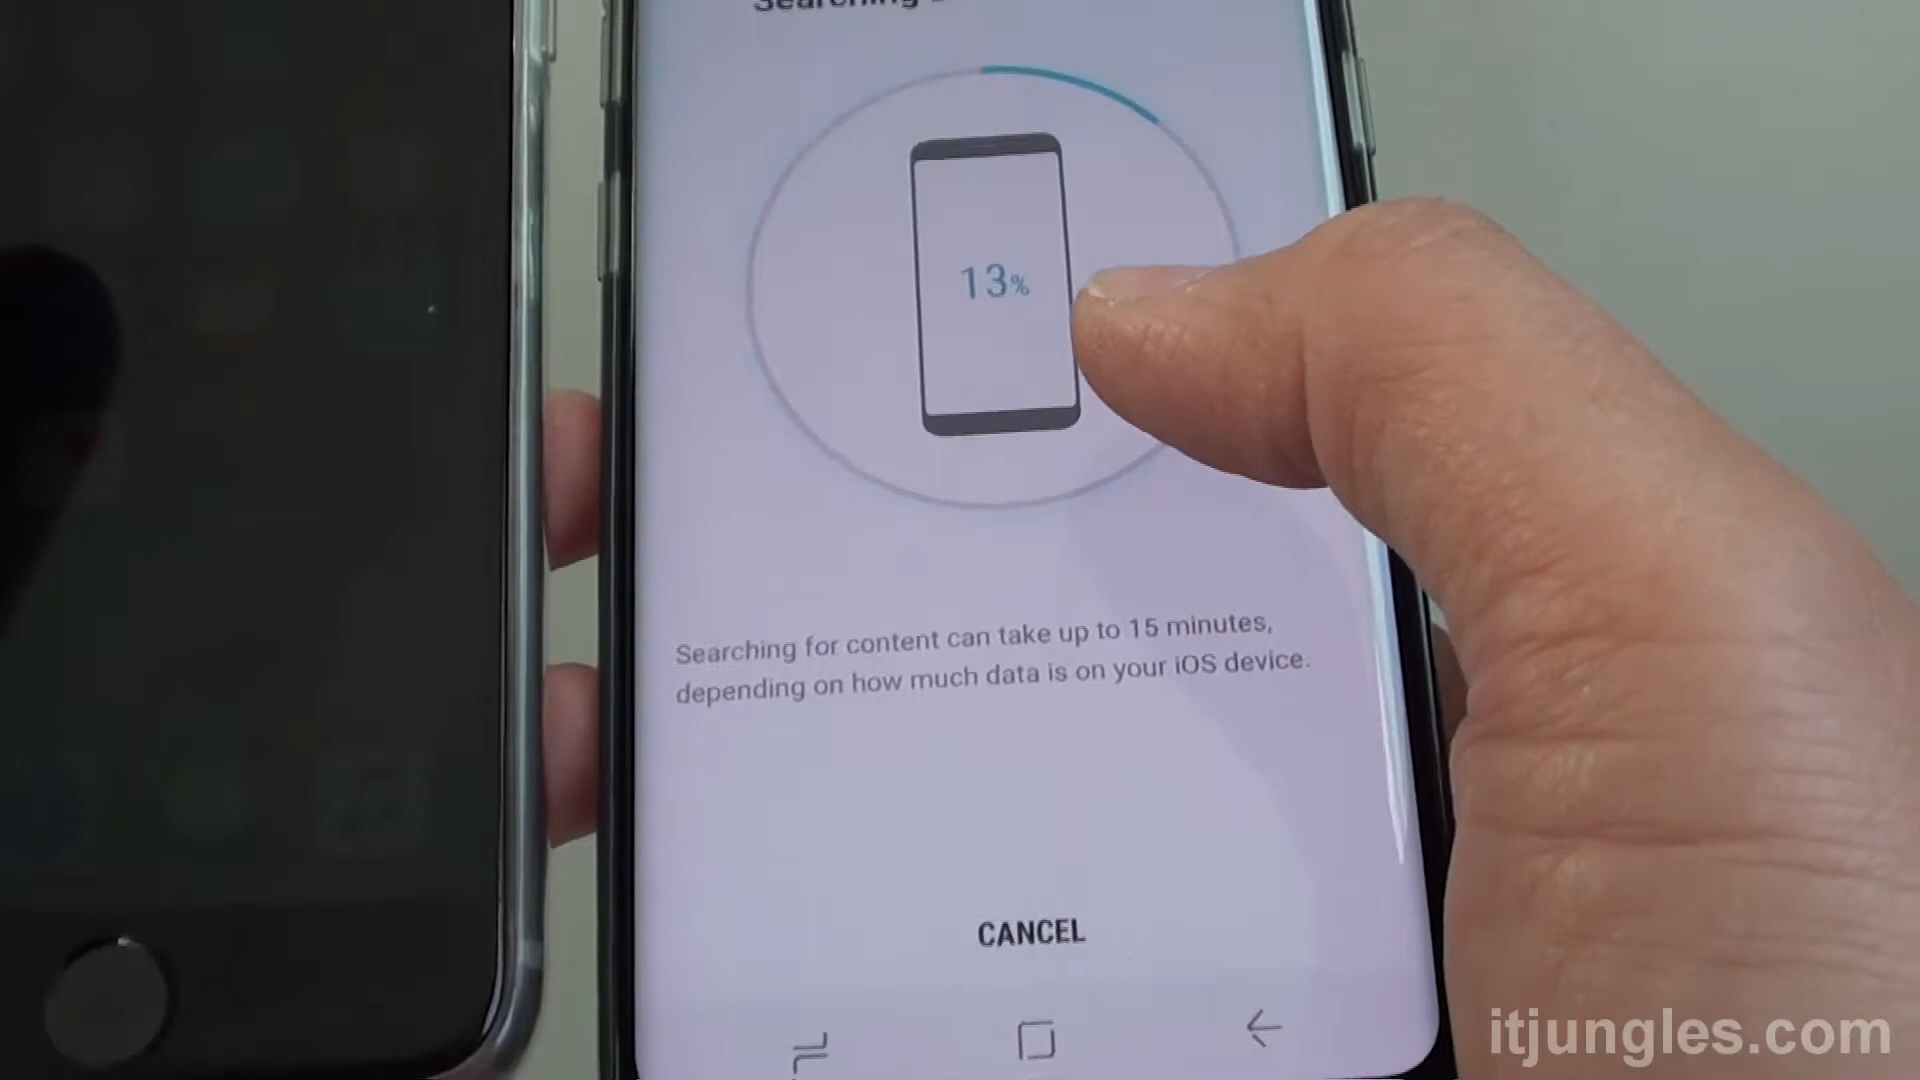 Searching
13%
Searching for content can take up to 15 minutes,
depending on how much data is on your iOS device.
CANCEL
itjungles.com